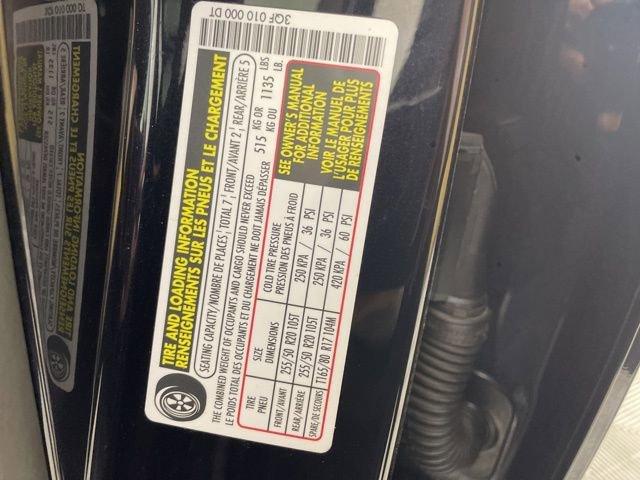 3QF 010 000 DT
TIRE AND LOADING INFORMATION
RENSEIGNEMENTS SUR LES PNEUS ET LE CHARGEMENT
SEATING CAPACITY/NOMBRE DE PLACES | TOTAL 7 | FRONT/AVANT 2 | REAR/ARRIÈRE 5
THE COMBINED WEIGHT OF OCCUPANTS AND CARGO SHOULD NEVER EXCEED 515 KG OR 1135 LBS
LE POIDS TOTAL DES OCCUPANTS ET DU CHARGEMENT NE DOIT JAMAIS DÉPASSER KG OU LB.
TIRE SIZE COLD TIRE PRESSURE
PNEU DIMENSIONS PRESSION DES PNEUS À FROID
FRONT/AVANT 255/50 R20 105T 250 KPA / 36 PSI
REAR/ARRIÈRE 255/50 R20 105T 250 KPA / 36 PSI
SPARE/DE SECOURS T165/80 R17 104M 420 KPA / 60 PSI
SEE OWNER'S MANUAL
FOR ADDITIONAL
INFORMATION
VOIR LE MANUEL DE
L'USAGER POUR PLUS
DE RENSEIGNEMENTS